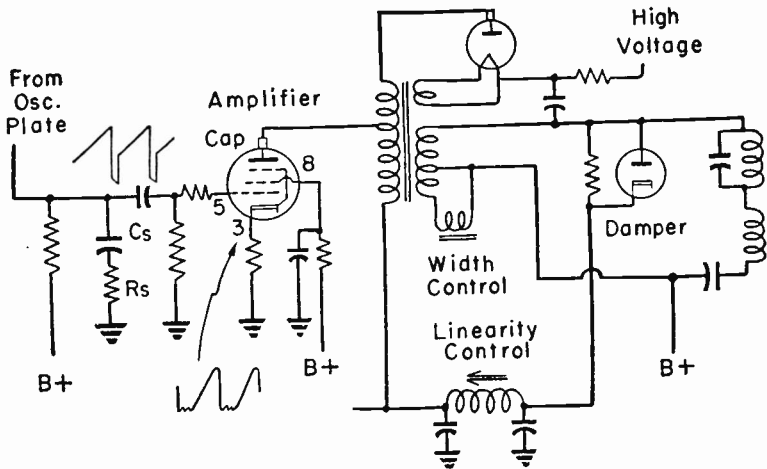 High
Voltage
From
Osc.
Plate
Amplifier
Cap
8
5
3
Cs
Rs
Damper
Width
Control
Linearity
Control
B+
B+
B+